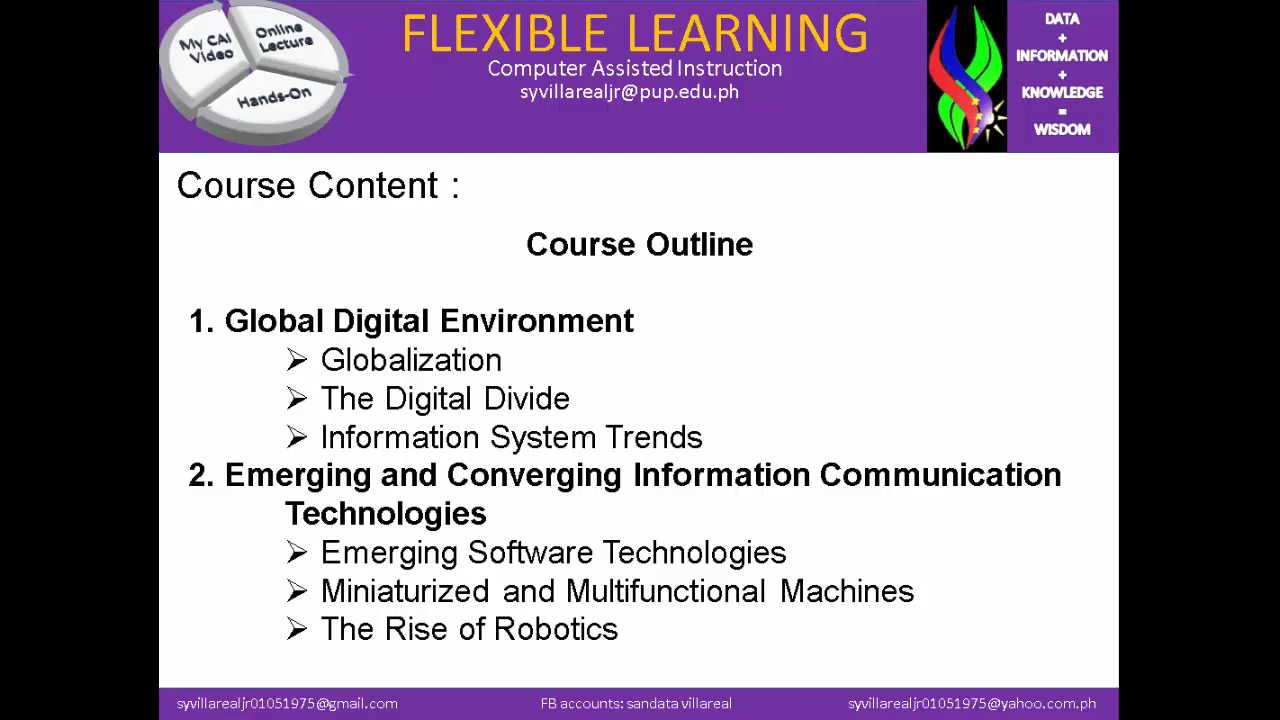 My CAI
Video
Online
Lecture
Hands-On
FLEXIBLE LEARNING
Computer Assisted Instruction
syvillarealjr@pup.edu.ph
DATA
+
INFORMATION
+
KNOWLEDGE
=
WISDOM
Course Content :
Course Outline
1. Global Digital Environment
➢ Globalization
➢ The Digital Divide
➢ Information System Trends
2. Emerging and Converging Information Communication
Technologies
➢ Emerging Software Technologies
➢ Miniaturized and Multifunctional Machines
➢ The Rise of Robotics
syvillarealjr01051975@gmail.com
FB accounts: sandata villareal
syvillarealjr01051975@yahoo.com.ph